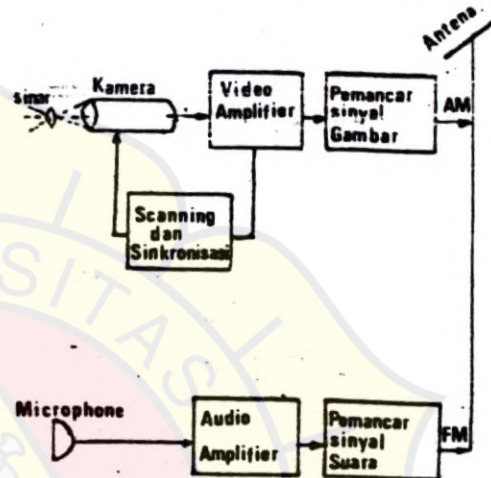 Antena
sinar
Kamera
Video
Amplifier
Pemancar
sinyal
Gambar
AM
Scanning
dan
Sinkronisasi
SITAS
Microphone
Audio
Amplifier
Pemancar
sinyal
Suara
FM